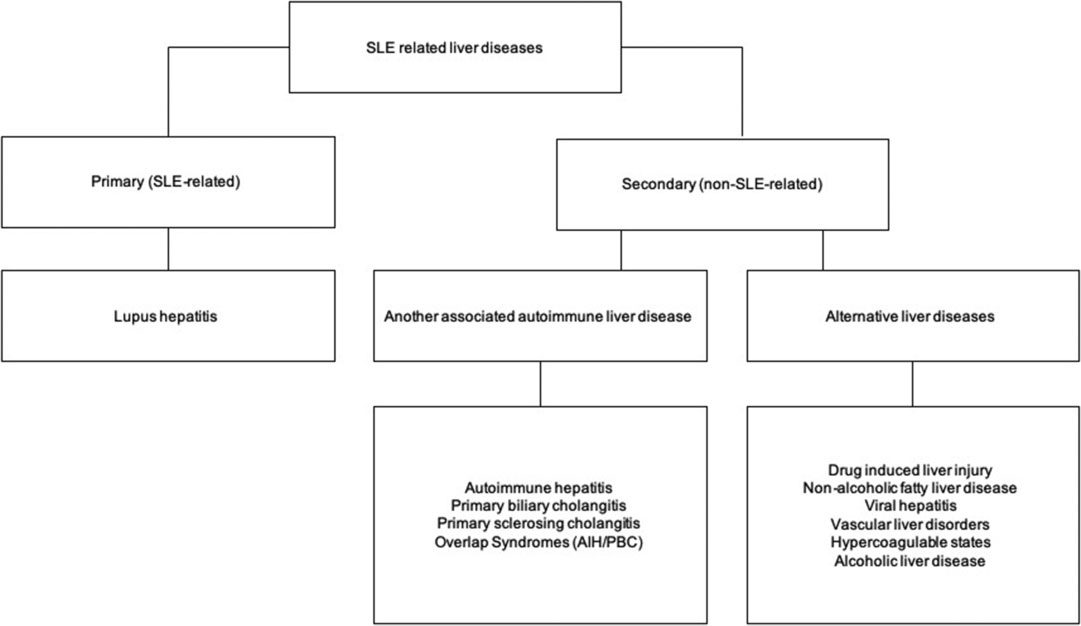 SLE related liver diseases
Primary (SLE-related)
Secondary (non-SLE-related)
Lupus hepatitis
Another associated autoimmune liver disease
Alternative liver diseases
Autoimmune hepatitis
Primary biliary cholangitis
Primary sclerosing cholangitis
Overlap Syndromes (AIH/PBC)
Drug induced liver injury
Non-alcoholic fatty liver disease
Viral hepatitis
Vascular liver disorders
Hypercoagulable states
Alcoholic liver disease